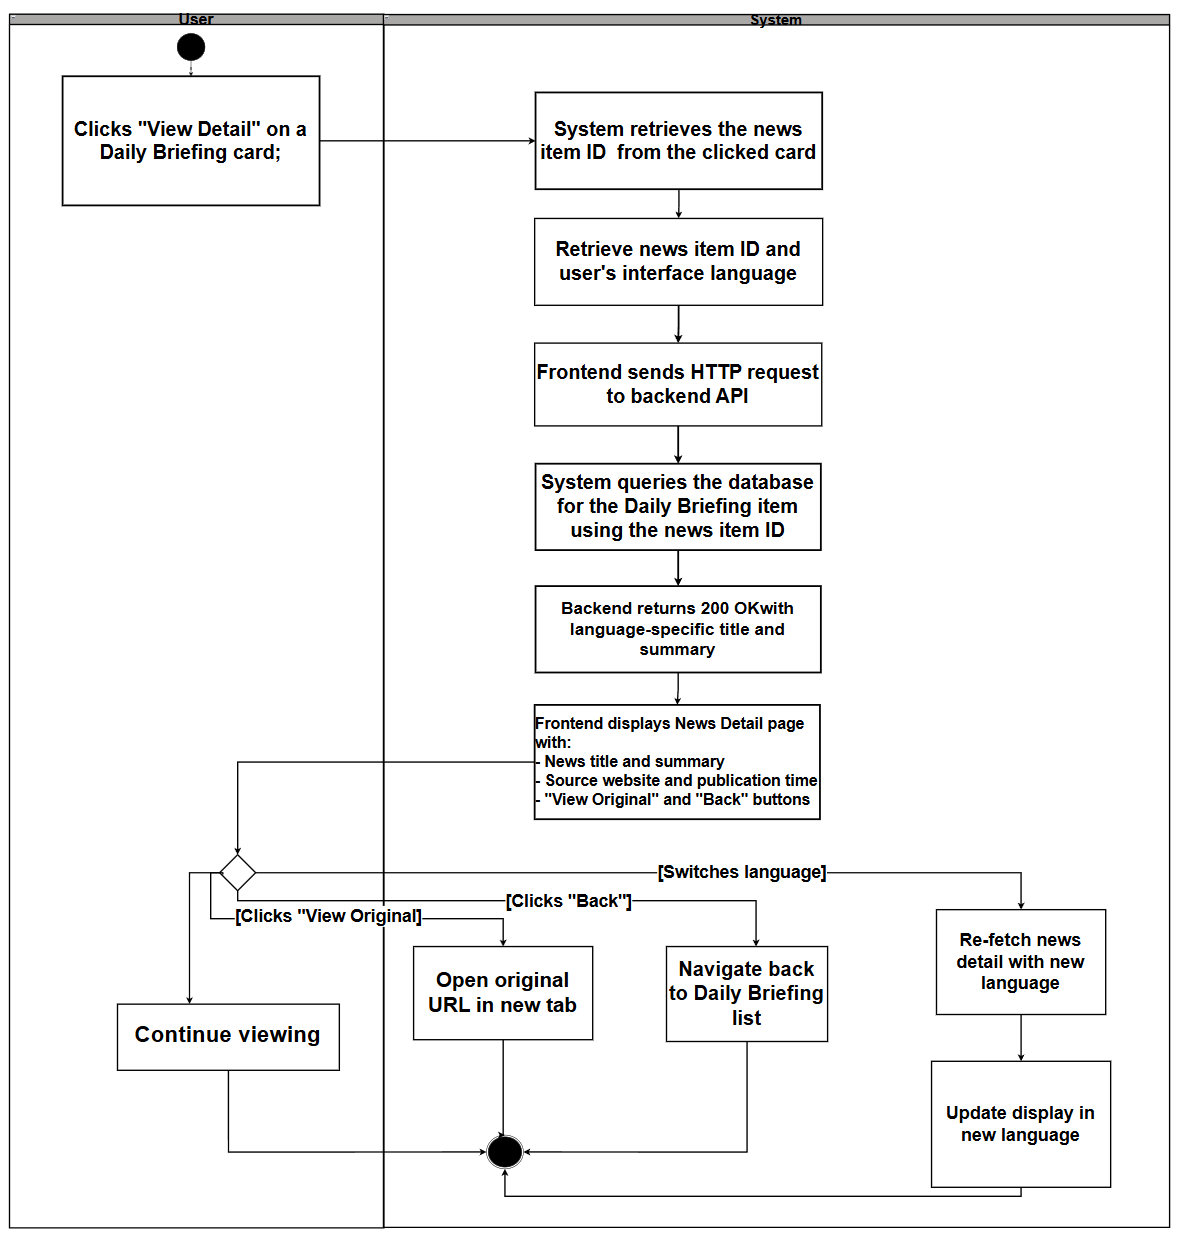 User
System
Clicks "View Detail" on a
Daily Briefing card;
System retrieves the news
item ID  from the clicked card
Retrieve news item ID and
user's interface language
Frontend sends HTTP request
to backend API
System queries the database
for the Daily Briefing item
using the news item ID
Backend returns 200 OKwith
language-specific title and
summary
Frontend displays News Detail page
with:
- News title and summary
- Source website and publication time
- "View Original" and "Back" buttons
[Switches language]
[Clicks "Back"]
[Clicks "View Original]
Re-fetch news
detail with new
language
Open original
URL in new tab
Navigate back
to Daily Briefing
list
Continue viewing
Update display in
new language